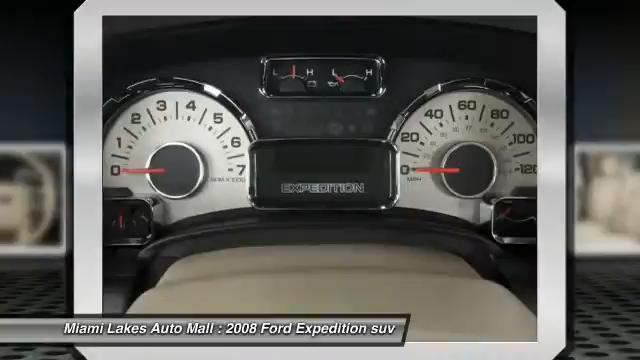 L H L H
1 2 3 4 5 6 7
0
RPM X 1000
EXPEDITION
0 20 40 60 80 100 120
MPH
Miami Lakes Auto Mall : 2008 Ford Expedition suv